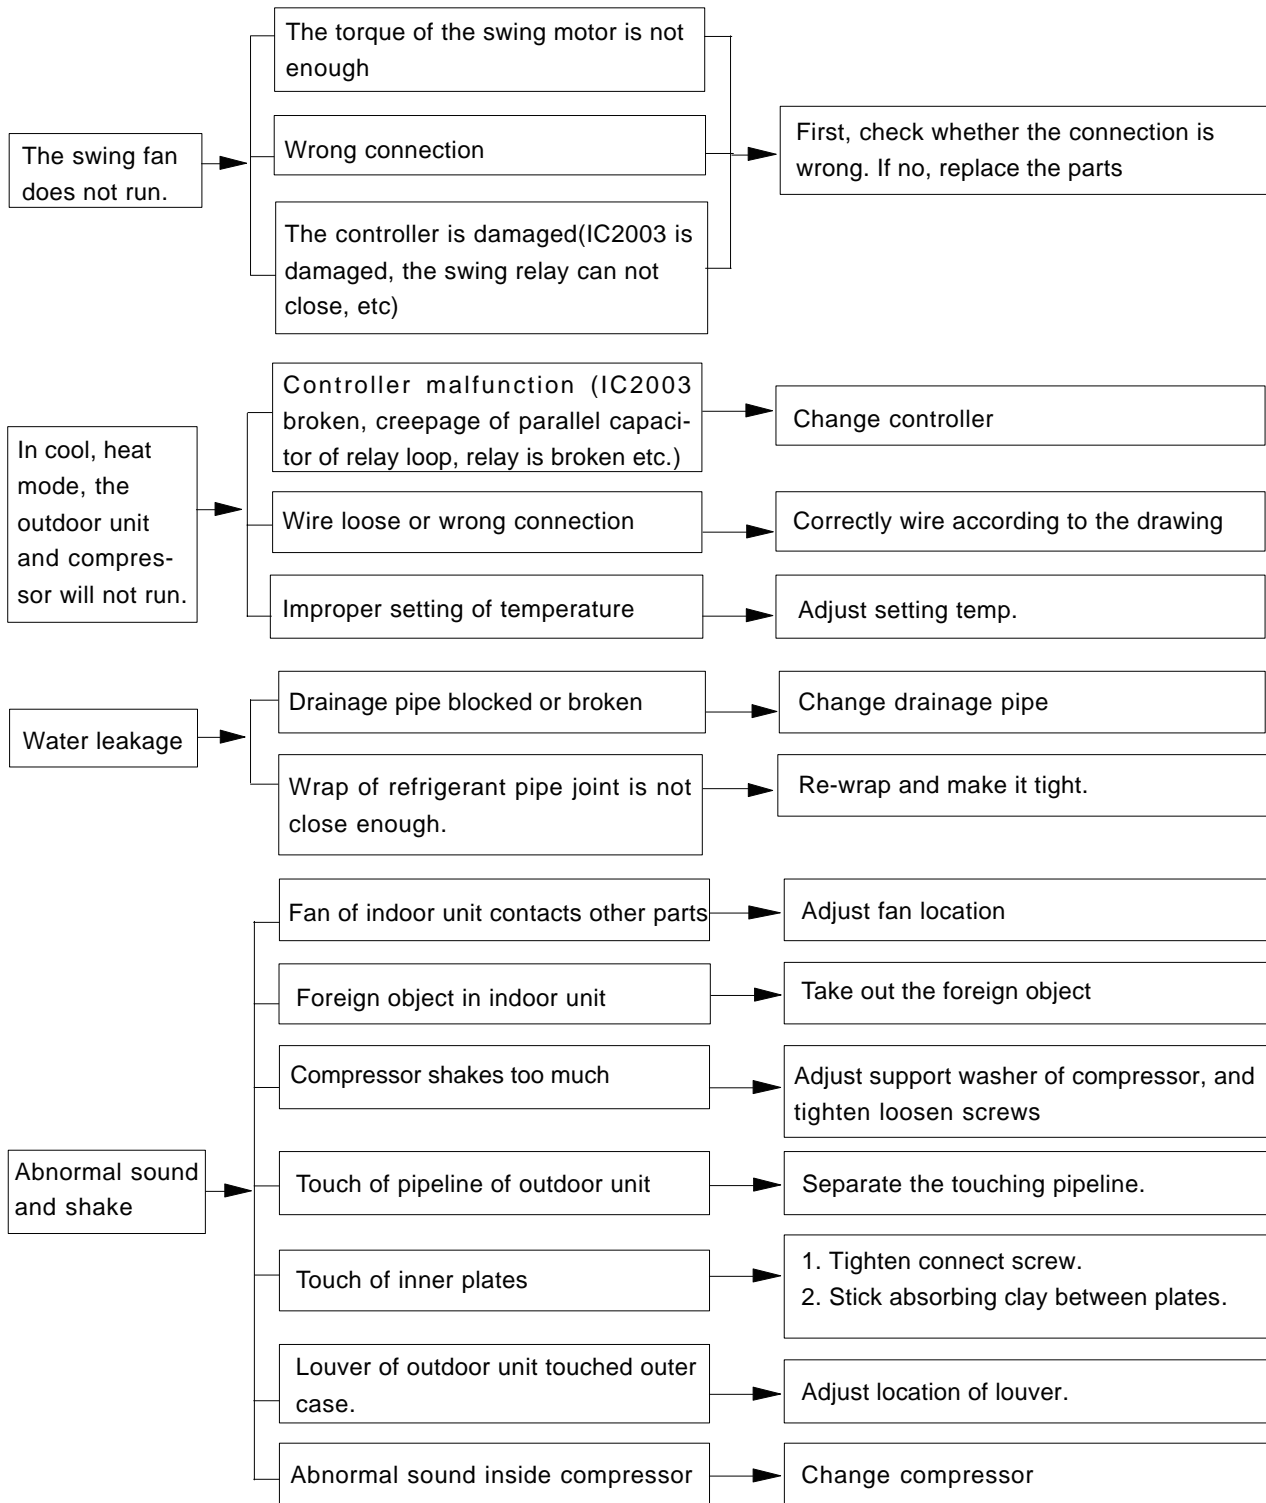 The swing fan
does not run.
The torque of the swing motor is not
enough
Wrong connection
The controller is damaged(IC2003 is
damaged, the swing relay can not
close, etc)
First, check whether the connection is
wrong. If no, replace the parts
In cool, heat
mode, the
outdoor unit
and compres-
sor will not run.
Controller malfunction (IC2003
broken, creepage of parallel capaci-
tor of relay loop, relay is broken etc.)
Change controller
Wire loose or wrong connection
Correctly wire according to the drawing
Improper setting of temperature
Adjust setting temp.
Water leakage
Drainage pipe blocked or broken
Change drainage pipe
Wrap of refrigerant pipe joint is not
close enough.
Re-wrap and make it tight.
Abnormal sound
and shake
Fan of indoor unit contacts other parts
Adjust fan location
Foreign object in indoor unit
Take out the foreign object
Compressor shakes too much
Adjust support washer of compressor, and
tighten loosen screws
Touch of pipeline of outdoor unit
Separate the touching pipeline.
Touch of inner plates
1. Tighten connect screw.
2. Stick absorbing clay between plates.
Louver of outdoor unit touched outer
case.
Adjust location of louver.
Abnormal sound inside compressor
Change compressor